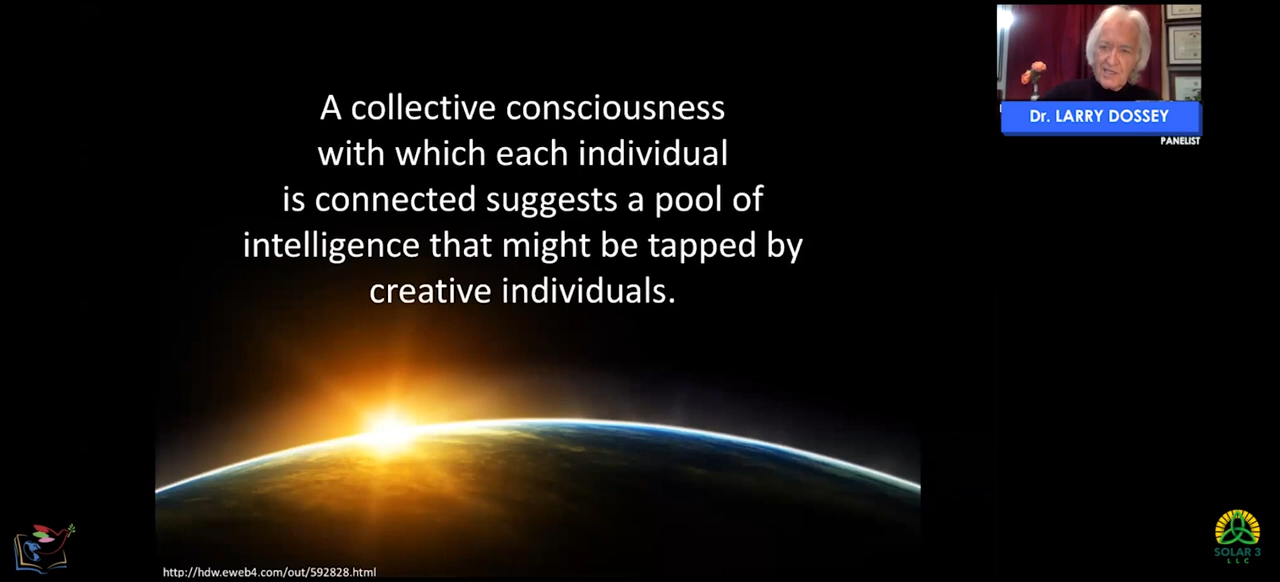 A collective consciousness
with which each individual
is connected suggests a pool of
intelligence that might be tapped by
creative individuals.
Dr. LARRY DOSSEY
PANELIST
http://hdw.eweb4.com/out/592828.html
SOLAR 3
LLC